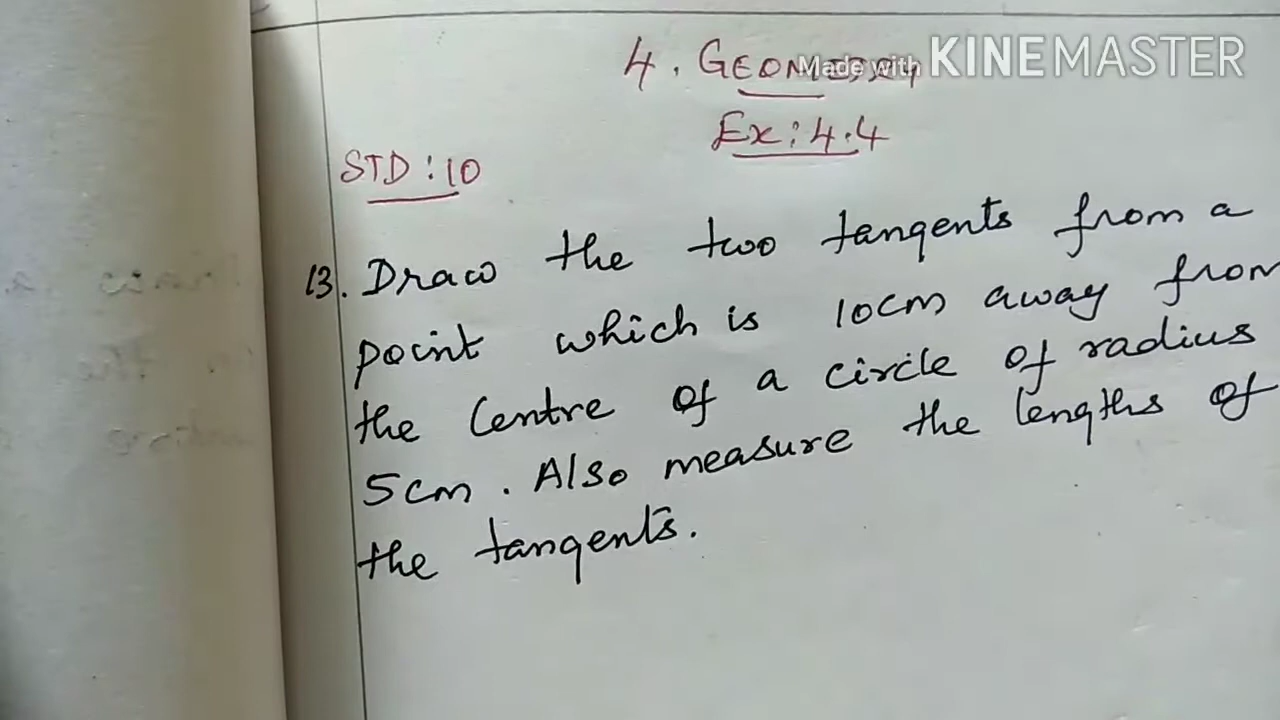 4. GEOMETRY
Made with KINEMASTER
Ex: 4.4
STD: 10
13. Draw the two tangents from a
point which is 10cm away from
the centre of a circle of radius
5cm. Also measure the lengths of
the tangents.